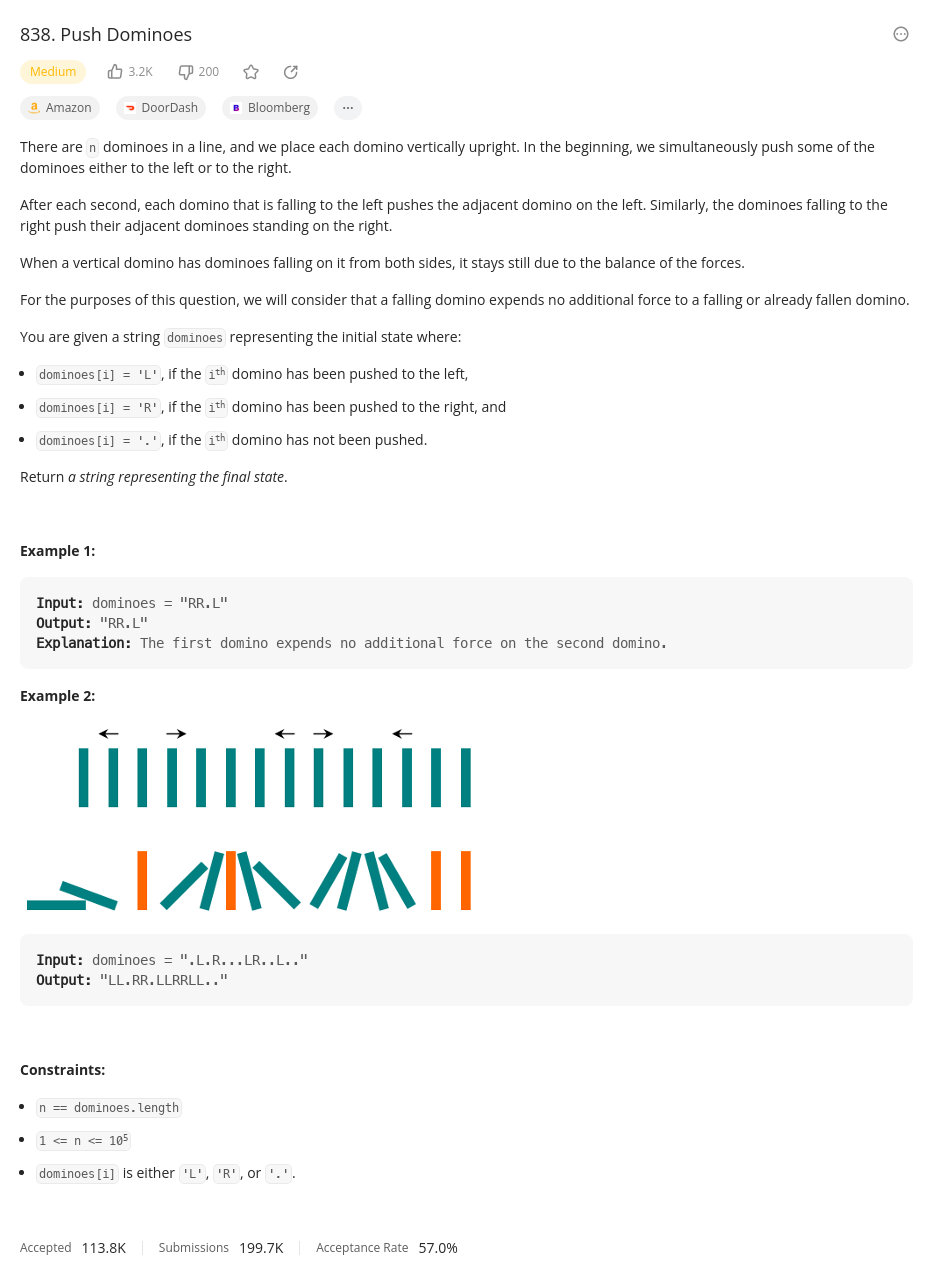 838. Push Dominoes
Medium 3.2K 200
Amazon DoorDash Bloomberg ...
There are n dominoes in a line, and we place each domino vertically upright. In the beginning, we simultaneously push some of the
dominoes either to the left or to the right.
After each second, each domino that is falling to the left pushes the adjacent domino on the left. Similarly, the dominoes falling to the
right push their adjacent dominoes standing on the right.
When a vertical domino has dominoes falling on it from both sides, it stays still due to the balance of the forces.
For the purposes of this question, we will consider that a falling domino expends no additional force to a falling or already fallen domino.
You are given a string dominoes representing the initial state where:
• dominoes[i] = 'L', if the iᵗʰ domino has been pushed to the left,
• dominoes[i] = 'R', if the iᵗʰ domino has been pushed to the right, and
• dominoes[i] = '.', if the iᵗʰ domino has not been pushed.
Return a string representing the final state.
Example 1:
Input: dominoes = "RR.L"
Output: "RR.L"
Explanation: The first domino expends no additional force on the second domino.
Example 2:
Input: dominoes = ".L.R...LR..L.."
Output: "LL.RR.LLRRLL.."
Constraints:
• n == dominoes.length
• 1 <= n <= 10⁵
• dominoes[i] is either 'L', 'R', or '.'.
Accepted 113.8K Submissions 199.7K Acceptance Rate 57.0%